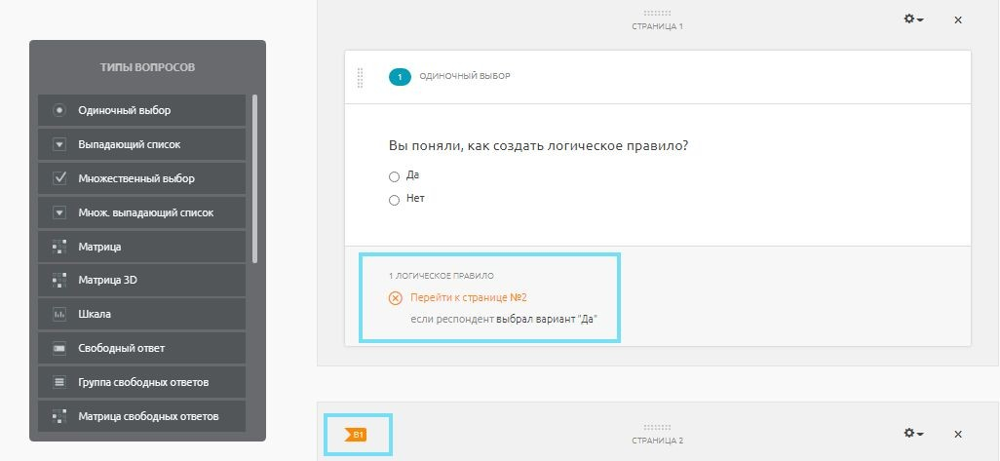 ТИПЫ ВОПРОСОВ
Одиночный выбор
Выпадающий список
Множественный выбор
Множ. выпадающий список
Матрица
Матрица 3D
Шкала
Свободный ответ
Группа свободных ответов
Матрица свободных ответов
СТРАНИЦА 1
1 ОДИНОЧНЫЙ ВЫБОР
Вы поняли, как создать логическое правило?
Да
Нет
1 ЛОГИЧЕСКОЕ ПРАВИЛО
Перейти к странице №2
если респондент выбрал вариант "Да"
В1
СТРАНИЦА 2